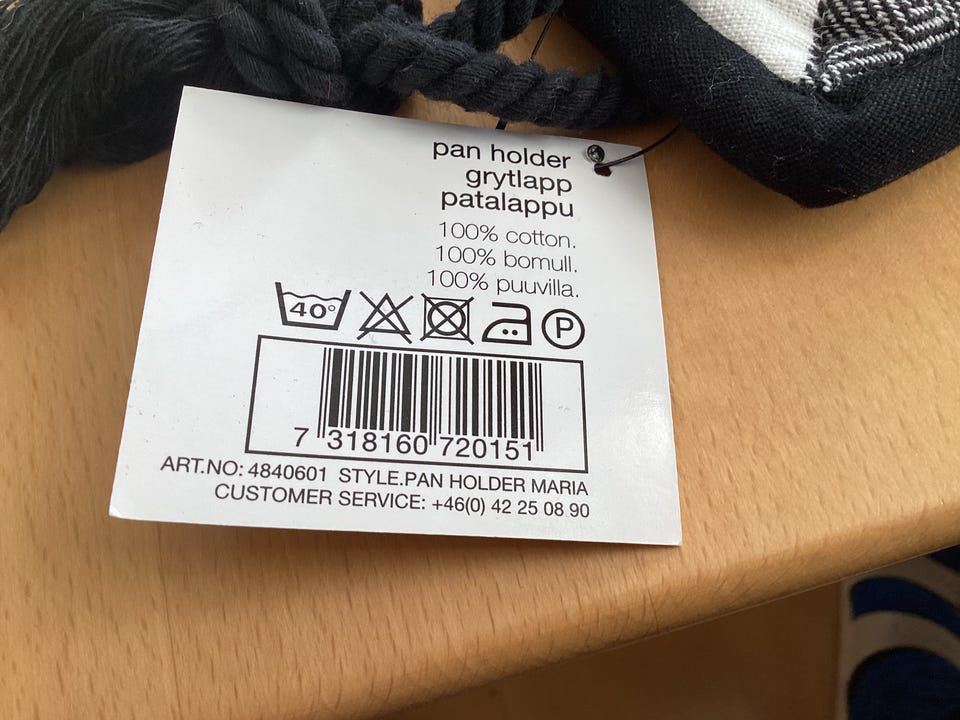 pan holder
grytlapp
patalappu
100% cotton.
100% bomull.
100% puuvilla.
40° P
7 318160 720151
ART.NO: 4840601 STYLE.PAN HOLDER MARIA
CUSTOMER SERVICE: +46(0) 42 25 08 90